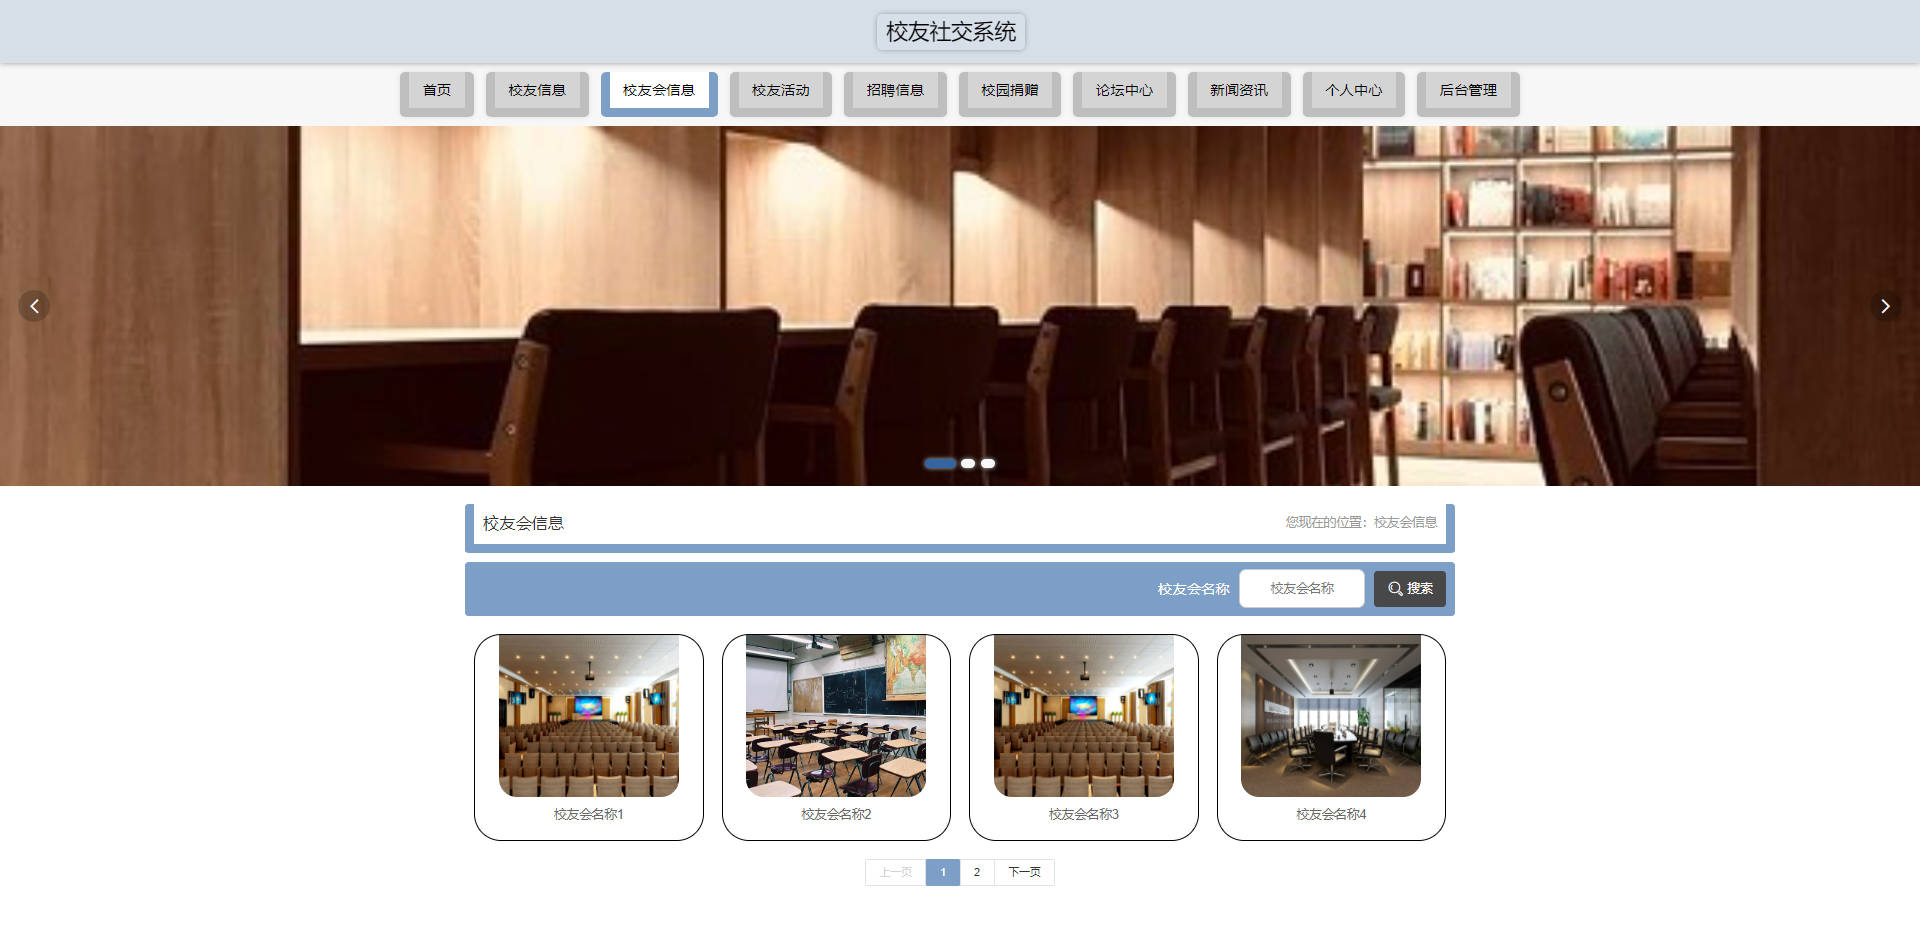 校友社交系统
首页 校友信息 校友会信息 校友活动 招聘信息 校园捐赠 论坛中心 新闻资讯 个人中心 后台管理
校友会信息 您现在的位置：校友会信息
校友会名称 校友会名称 搜索
校友会名称1 校友会名称2 校友会名称3 校友会名称4
上一页 1 2 下一页